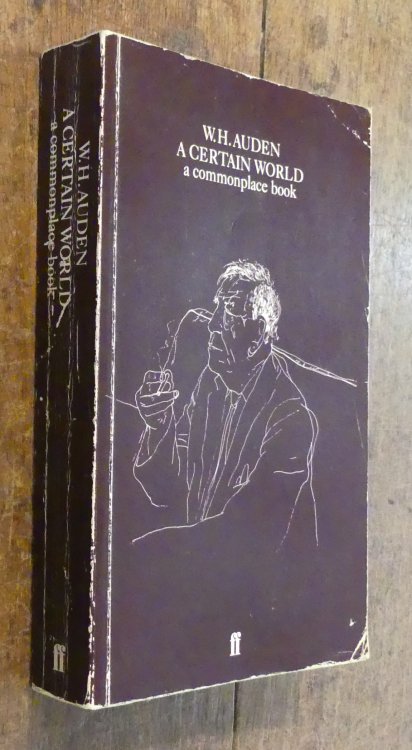 W.H. AUDEN
A CERTAIN WORLD
a commonplace book
ff
W.H. AUDEN
A CERTAIN WORLD
a commonplace book
ff